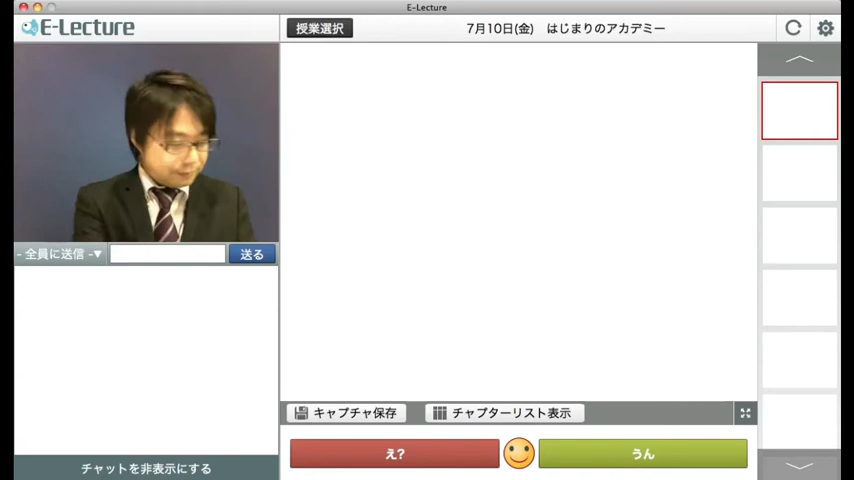 E-Lecture
E-Lecture
授業選択
7月10日(金) はじまりのアカデミー
- 全員に送信 -▼
送る
キャプチャ保存
チャプターリスト表示
え?
うん
チャットを非表示にする